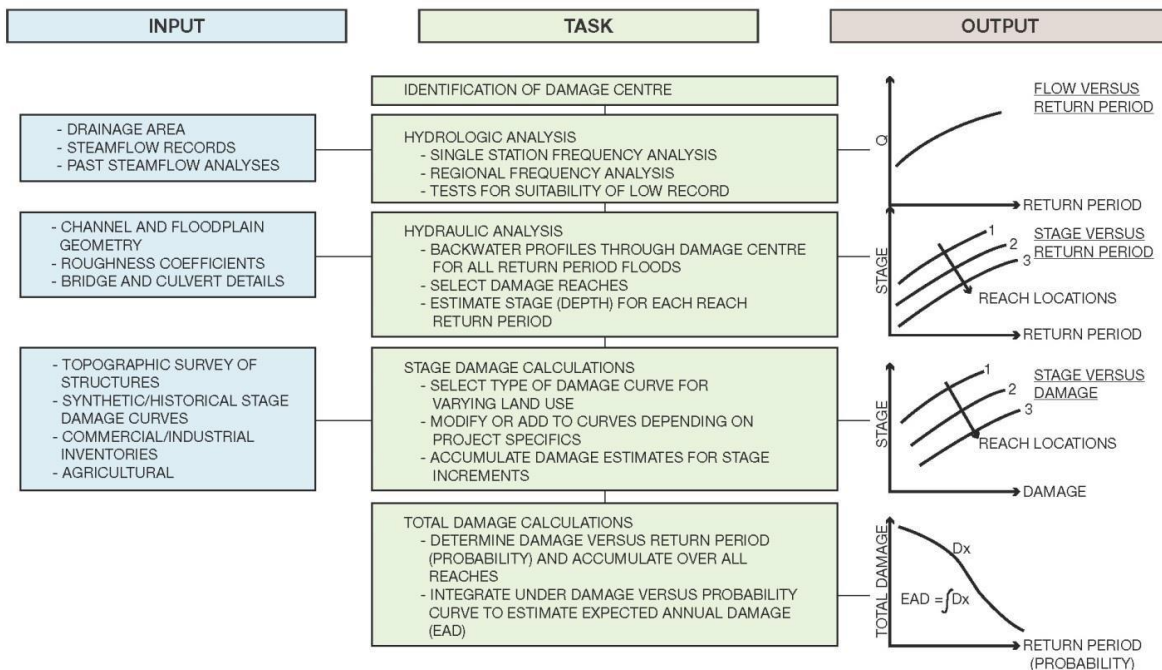 INPUT
TASK
OUTPUT
IDENTIFICATION OF DAMAGE CENTRE
- DRAINAGE AREA
- STEAMFLOW RECORDS
- PAST STEAMFLOW ANALYSES
HYDROLOGIC ANALYSIS
- SINGLE STATION FREQUENCY ANALYSIS
- REGIONAL FREQUENCY ANALYSIS
- TESTS FOR SUITABILITY OF LOW RECORD
FLOW VERSUS
RETURN PERIOD
Q
RETURN PERIOD
- CHANNEL AND FLOODPLAIN
GEOMETRY
- ROUGHNESS COEFFICIENTS
- BRIDGE AND CULVERT DETAILS
HYDRAULIC ANALYSIS
- BACKWATER PROFILES THROUGH DAMAGE CENTRE
FOR ALL RETURN PERIOD FLOODS
- SELECT DAMAGE REACHES
- ESTIMATE STAGE (DEPTH) FOR EACH REACH
RETURN PERIOD
STAGE VERSUS
RETURN PERIOD
1
2
3
STAGE
REACH LOCATIONS
RETURN PERIOD
- TOPOGRAPHIC SURVEY OF
STRUCTURES
- SYNTHETIC/HISTORICAL STAGE
DAMAGE CURVES
- COMMERCIAL/INDUSTRIAL
INVENTORIES
- AGRICULTURAL
STAGE DAMAGE CALCULATIONS
- SELECT TYPE OF DAMAGE CURVE FOR
VARYING LAND USE
- MODIFY OR ADD TO CURVES DEPENDING ON
PROJECT SPECIFICS
- ACCUMULATE DAMAGE ESTIMATES FOR STAGE
INCREMENTS
STAGE VERSUS
DAMAGE
1
2
3
STAGE
REACH LOCATIONS
DAMAGE
TOTAL DAMAGE CALCULATIONS
- DETERMINE DAMAGE VERSUS RETURN PERIOD
(PROBABILITY) AND ACCUMULATE OVER ALL
REACHES
- INTEGRATE UNDER DAMAGE VERSUS PROBABILITY
CURVE TO ESTIMATE EXPECTED ANNUAL DAMAGE
(EAD)
TOTAL DAMAGE
Dx
EAD = ∫Dx
RETURN PERIOD
(PROBABILITY)